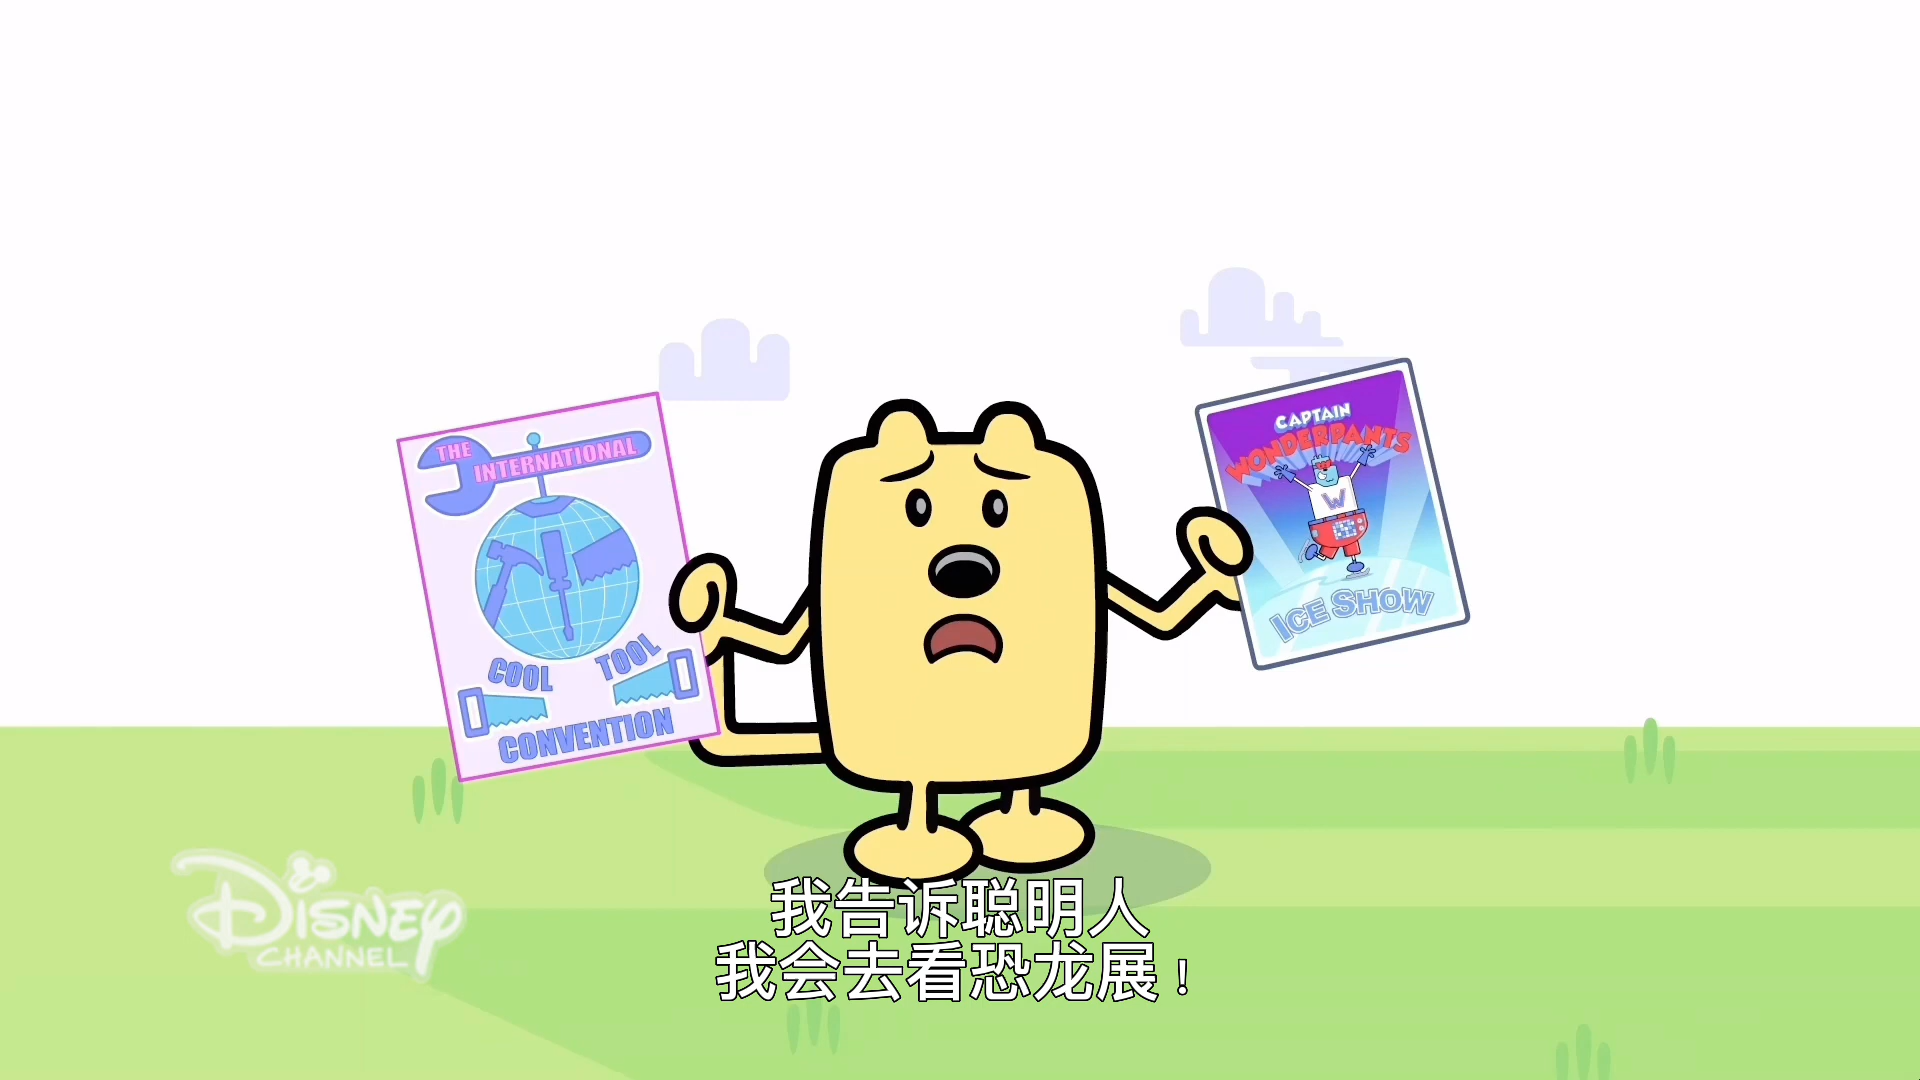 THE
INTERNATIONAL
COOL TOOL
CONVENTION
CAPTAIN
WONDERPANTS
W
ICE SHOW
DISNEY
CHANNEL
我告诉聪明人
我会去看恐龙展！